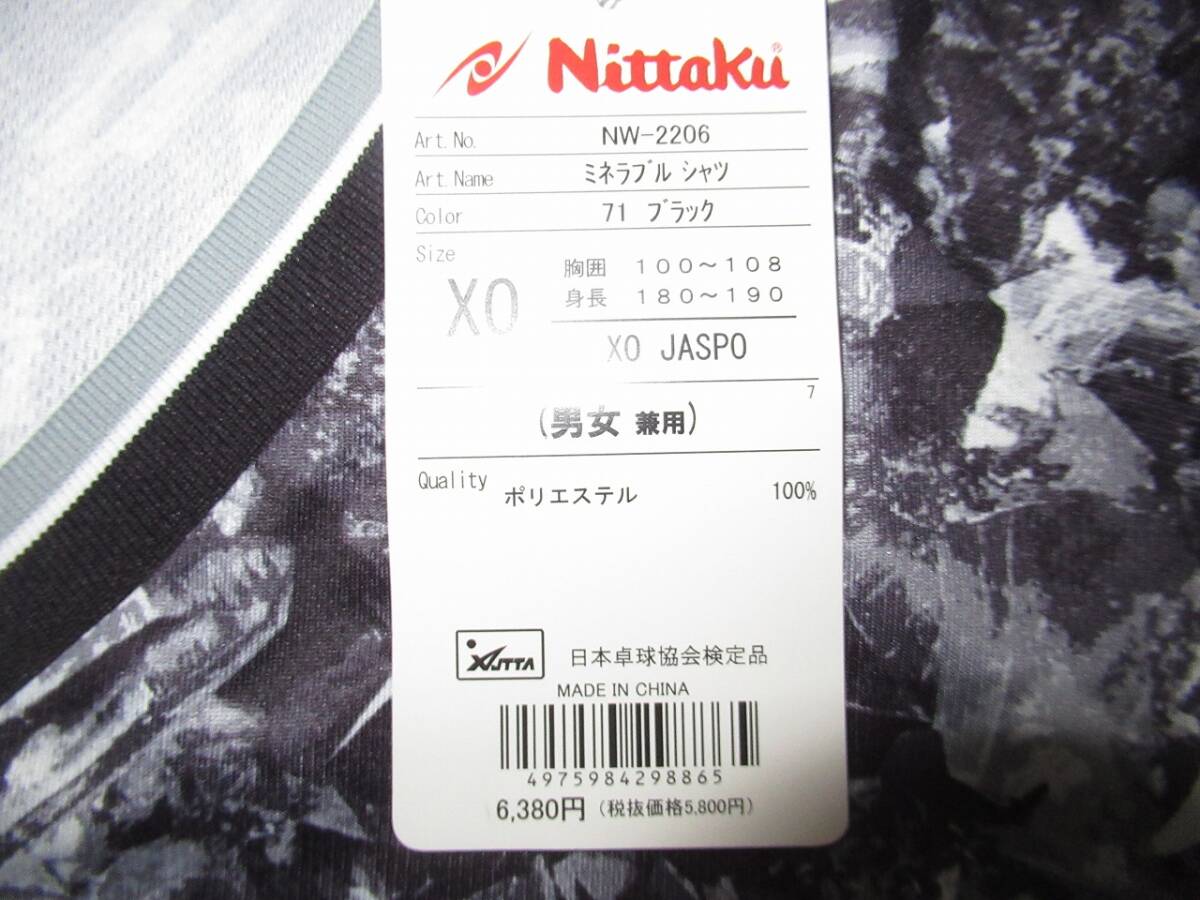 Nittaku®
Art.No. NW-2206
Art.Name ﾐﾈﾗﾌﾞﾙ ｼｬﾂ
Color 71 ﾌﾞﾗｯｸ
Size
XO
胸囲 100～108
身長 180～190
XO JASPO
7
(男女 兼用)
Quality ポリエステル 100%
JTTA 日本卓球協会検定品
MADE IN CHINA
4975984298865
6,380円 (税抜価格5,800円)